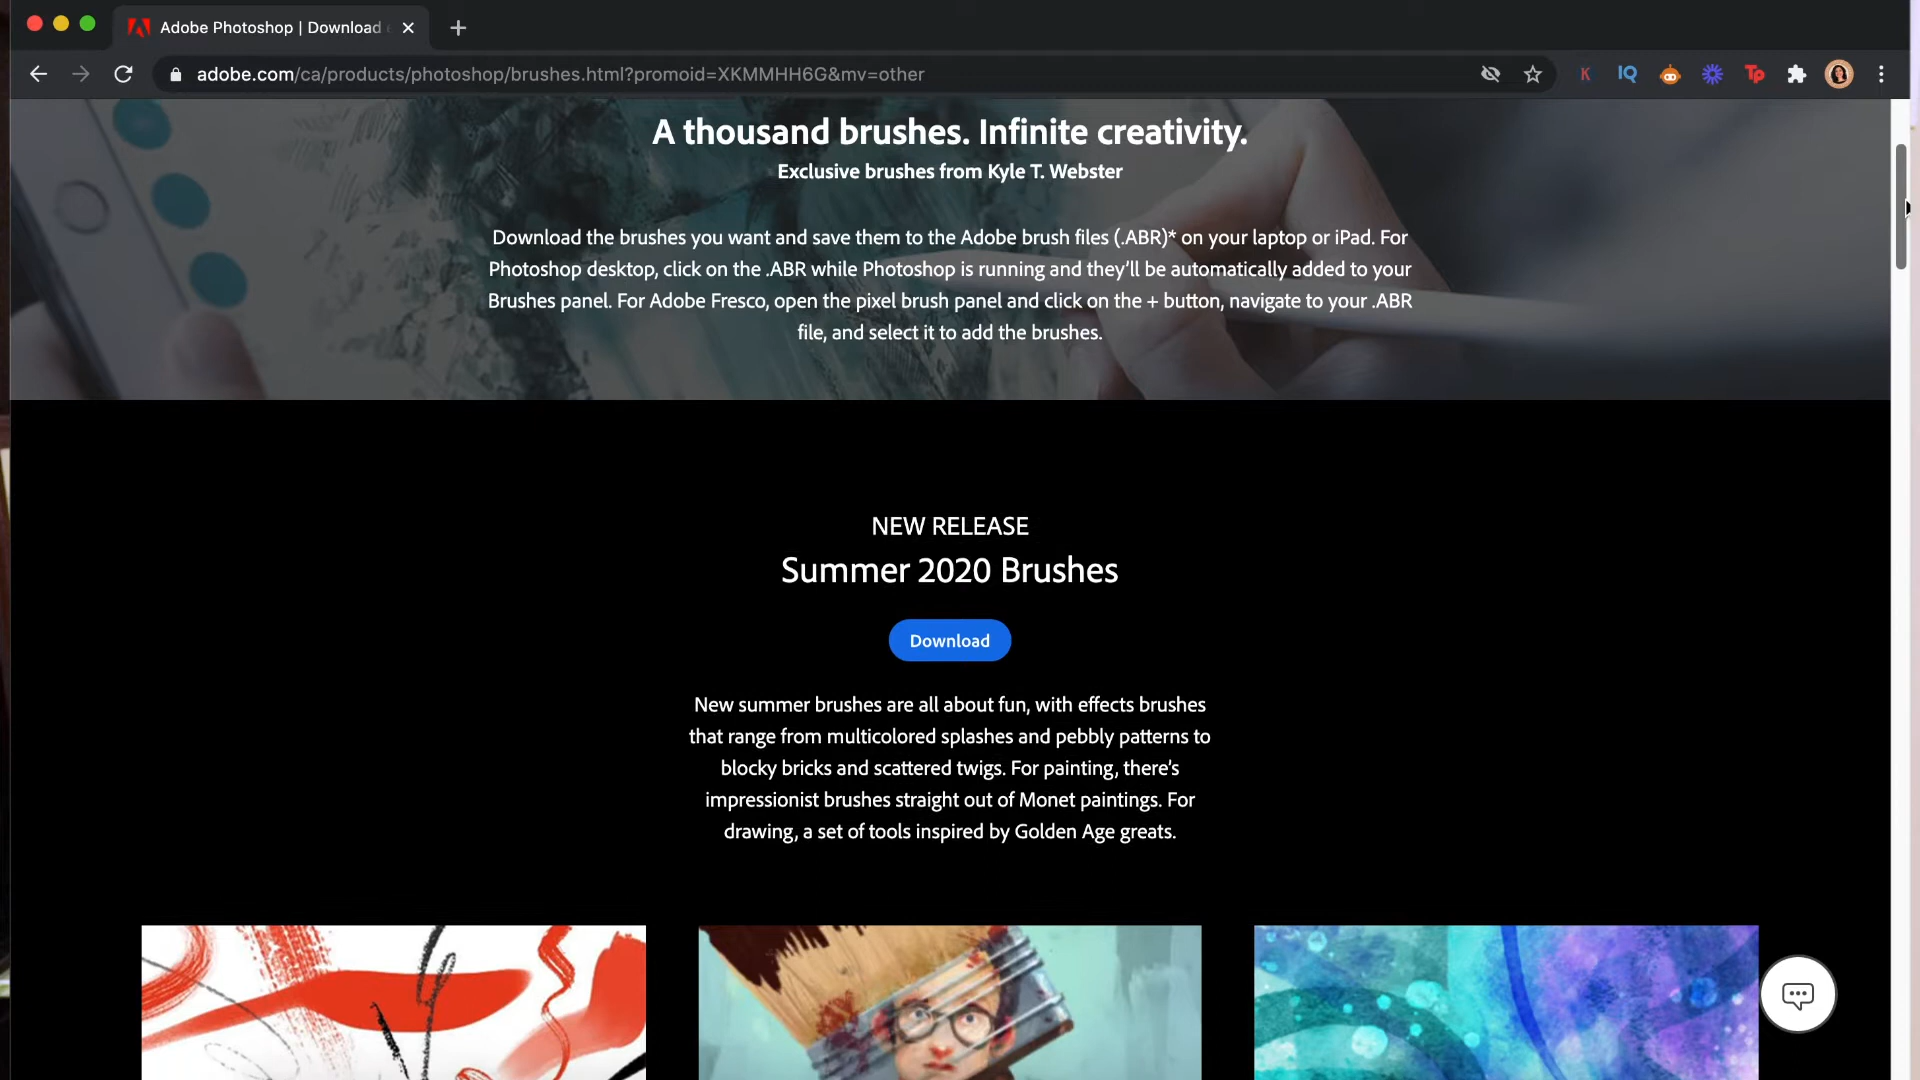 Adobe Photoshop | Download
adobe.com/ca/products/photoshop/brushes.html?promoid=XKMMHH6G&mv=other
K
IQ
Tp
A thousand brushes. Infinite creativity.
Exclusive brushes from Kyle T. Webster
Download the brushes you want and save them to the Adobe brush files (.ABR)* on your laptop or iPad. For
Photoshop desktop, click on the .ABR while Photoshop is running and they’ll be automatically added to your
Brushes panel. For Adobe Fresco, open the pixel brush panel and click on the + button, navigate to your .ABR
file, and select it to add the brushes.
NEW RELEASE
Summer 2020 Brushes
Download
New summer brushes are all about fun, with effects brushes
that range from multicolored splashes and pebbly patterns to
blocky bricks and scattered twigs. For painting, there’s
impressionist brushes straight out of Monet paintings. For
drawing, a set of tools inspired by Golden Age greats.